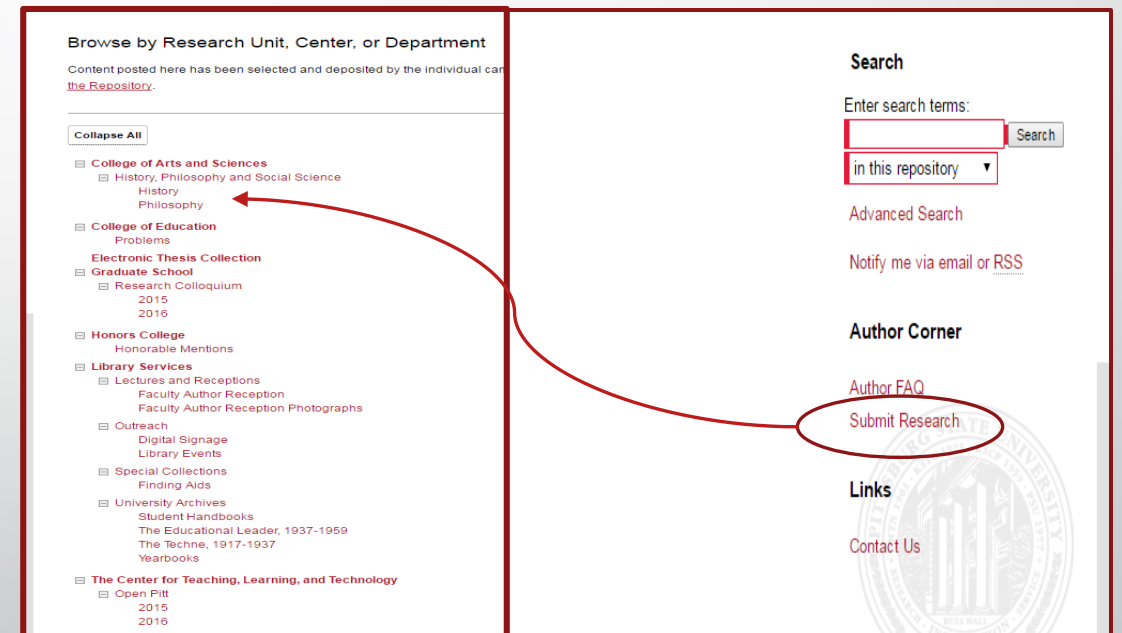 Browse by Research Unit, Center, or Department
Content posted here has been selected and deposited by the individual
the Repository.
Collapse All
College of Arts and Sciences
History, Philosophy and Social Science
History
Philosophy
College of Education
Problems
Electronic Thesis Collection
Graduate School
Research Colloquium
2015
2016
Honors College
Honorable Mentions
Library Services
Lectures and Receptions
Faculty Author Reception
Faculty Author Reception Photographs
Outreach
Digital Signage
Library Events
Special Collections
Finding Aids
University Archives
Student Handbooks
The Educational Leader, 1937-1959
The Techne, 1917-1937
Yearbooks
The Center for Teaching, Learning, and Technology
Open Pitt
2015
2016
Search
Enter search terms:
Search
in this repository
Advanced Search
Notify me via email or RSS
Author Corner
Author FAQ
Submit Research
Links
Contact Us
RUSS HALL